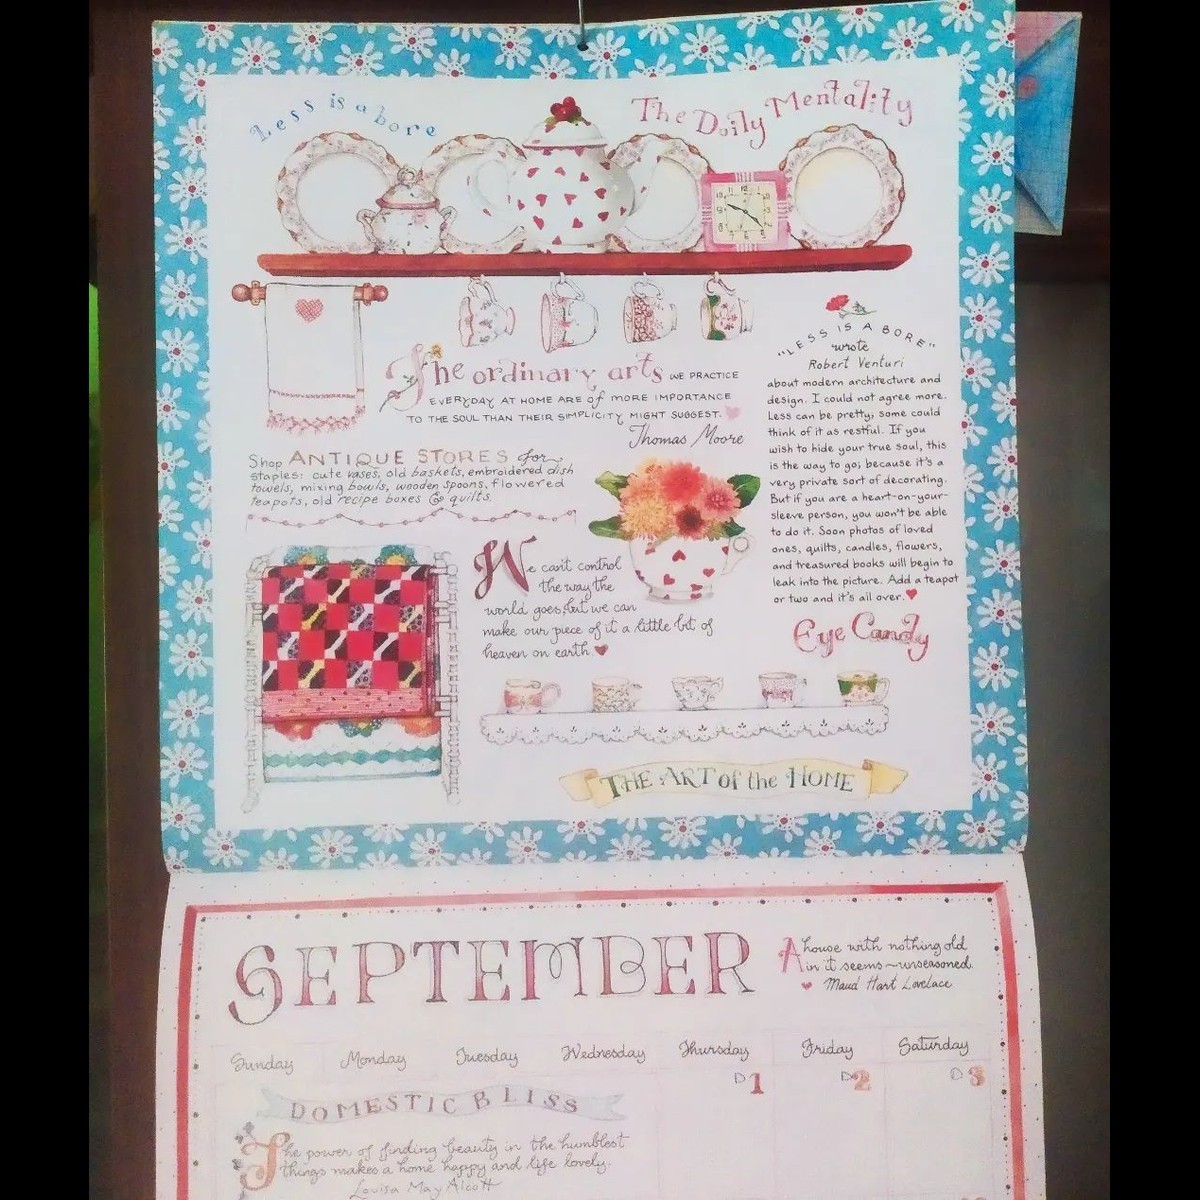 Less is a bore
The Doily Mentality
The ordinary arts WE PRACTICE
EVERYDAY AT HOME ARE of MORE IMPORTANCE
TO THE SOUL THAN THEIR SIMPLICITY MIGHT SUGGEST.
Thomas Moore
"LESS IS A BORE"
wrote
Robert Venturi
about modern architecture and
design. I could not agree more.
Less can be pretty; some could
think of it as restful. If you
wish to hide your true soul, this
is the way to go; because it's a
very private sort of decorating.
But if you are a heart-on-your-
sleeve person, you won't be able
to do it. Soon photos of loved
ones, quilts, candles, flowers,
and treasured books will begin to
leak into the picture. Add a teapot
or two and it's all over.
Shop ANTIQUE STORES for
staples: cute vases, old baskets, embroidered dish
towels, mixing bowls, wooden spoons, flowered
teapots, old recipe boxes & quilts.
We can't control
the way the
world goes, but we can
make our piece of it a little bit of
heaven on earth.
Eye Candy
THE ART of the HOME
SEPTEMBER
A house with nothing old
in it seems~unseasoned.
Maud Hart Lovelace
Sunday Monday Tuesday Wednesday Thursday Friday Saturday
1 2 3
DOMESTIC BLISS
The power of finding beauty in the humblest
things makes a home happy and life lovely.
Louisa May Alcott